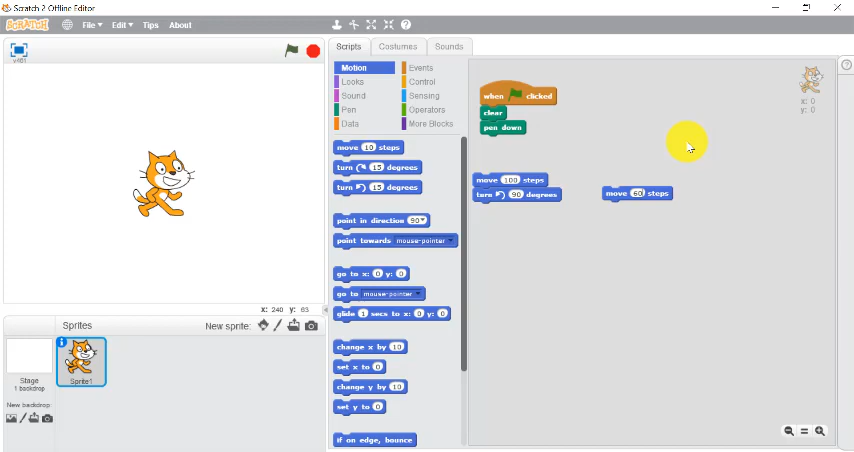 Scratch 2 Offline Editor
SCRATCH File Edit Tips About
v461
Scripts Costumes Sounds
Motion Events
Looks Control
Sound Sensing
Pen Operators
Data More Blocks
move 10 steps
turn 15 degrees
turn 15 degrees
point in direction 90
point towards mouse-pointer
go to x: 0 y: 0
go to mouse-pointer
glide 1 secs to x: 0 y: 0
change x by 10
set x to 0
change y by 10
set y to 0
if on edge, bounce
when clicked
clear
pen down
move 100 steps
turn 90 degrees
move 60 steps
x: 0
y: 0
X: 240 Y: 63
Sprites New sprite:
Stage
1 backdrop
New backdrop:
Sprite1